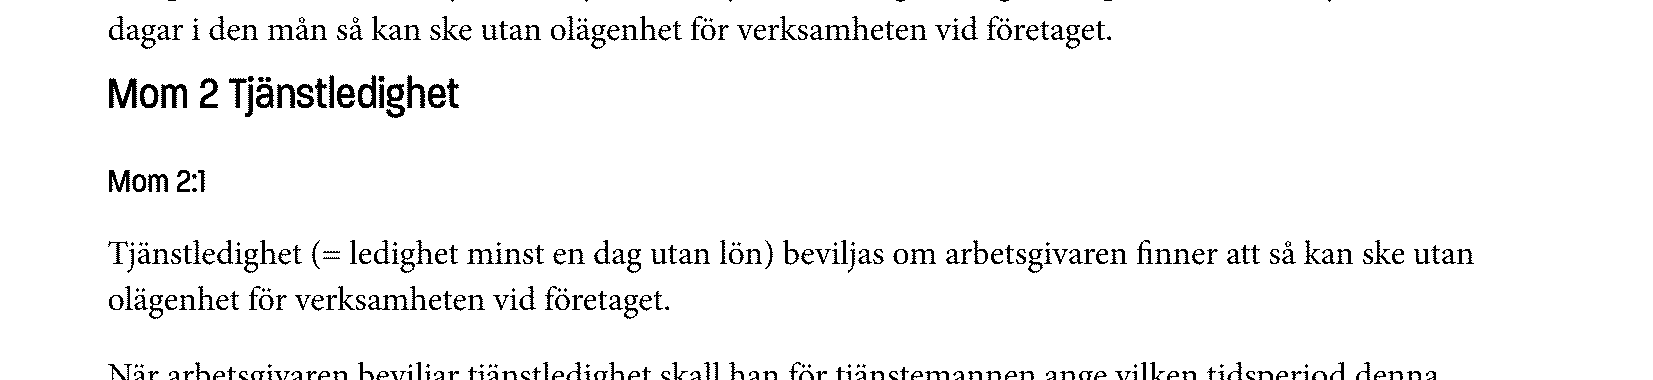 dagar i den mån så kan ske utan olägenhet för verksamheten vid företaget.
Mom 2 Tjänstledighet
Mom 2:1
Tjänstledighet (= ledighet minst en dag utan lön) beviljas om arbetsgivaren finner att så kan ske utan
olägenhet för verksamheten vid företaget.
När arbetsgivaren beviljar tjänstledighet skall han för tjänstemannen ange vilken tidsperiod denna